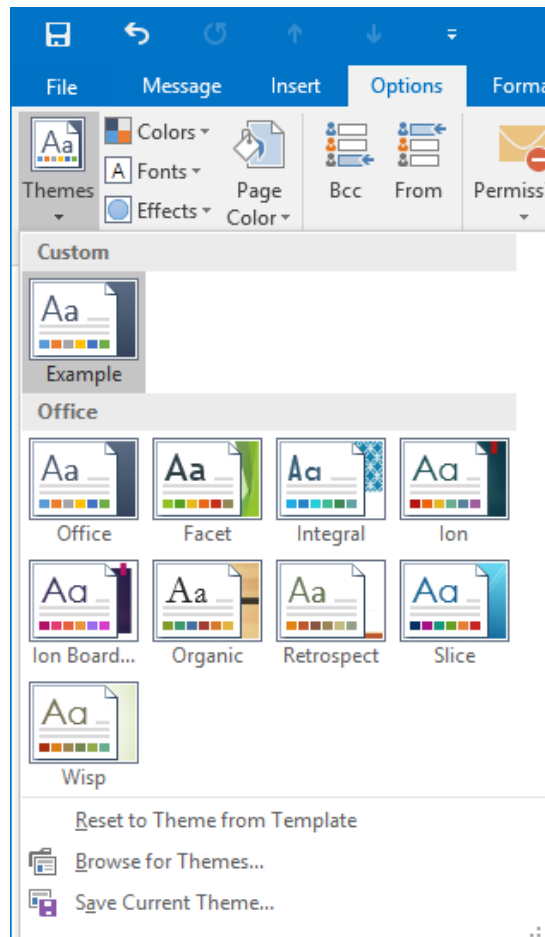 File Message Insert Options Forma
Aa Colors
A Fonts
Themes Effects Page Color Bcc From Permiss
Custom
Aa
Example
Office
Aa Aa Aa Aa
Office Facet Integral Ion
Aa Aa Aa Aa
Ion Board... Organic Retrospect Slice
Aa
Wisp
Reset to Theme from Template
Browse for Themes...
Save Current Theme...